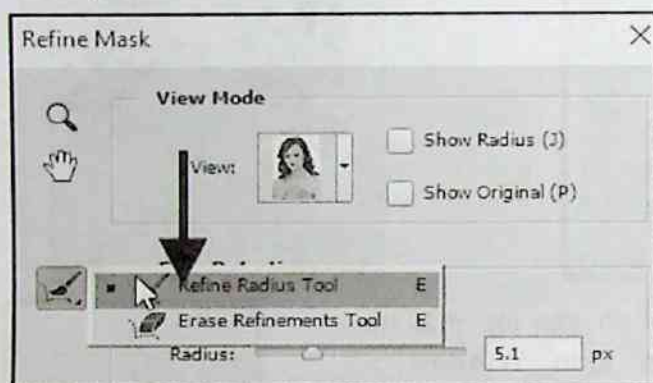 Refine Mask
View Mode
Show Radius (J)
View:
Show Original (P)
Refine Radius Tool E
Erase Refinements Tool E
Radius: 5.1 px